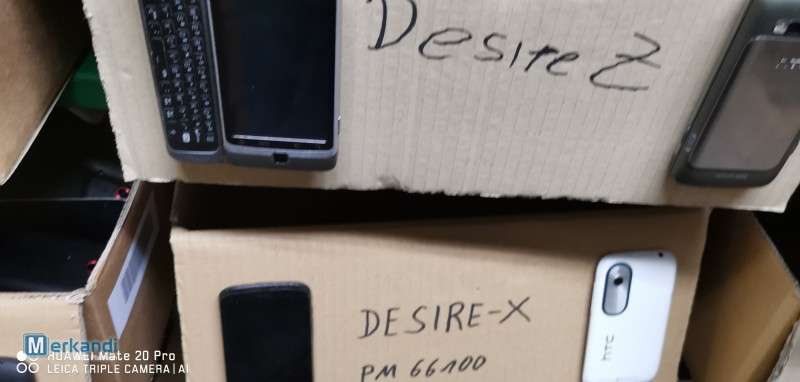 Desire Z
DESIRE-X
PM 66100
hTC
Merkandi
HUAWEI Mate 20 Pro
LEICA TRIPLE CAMERA | AI